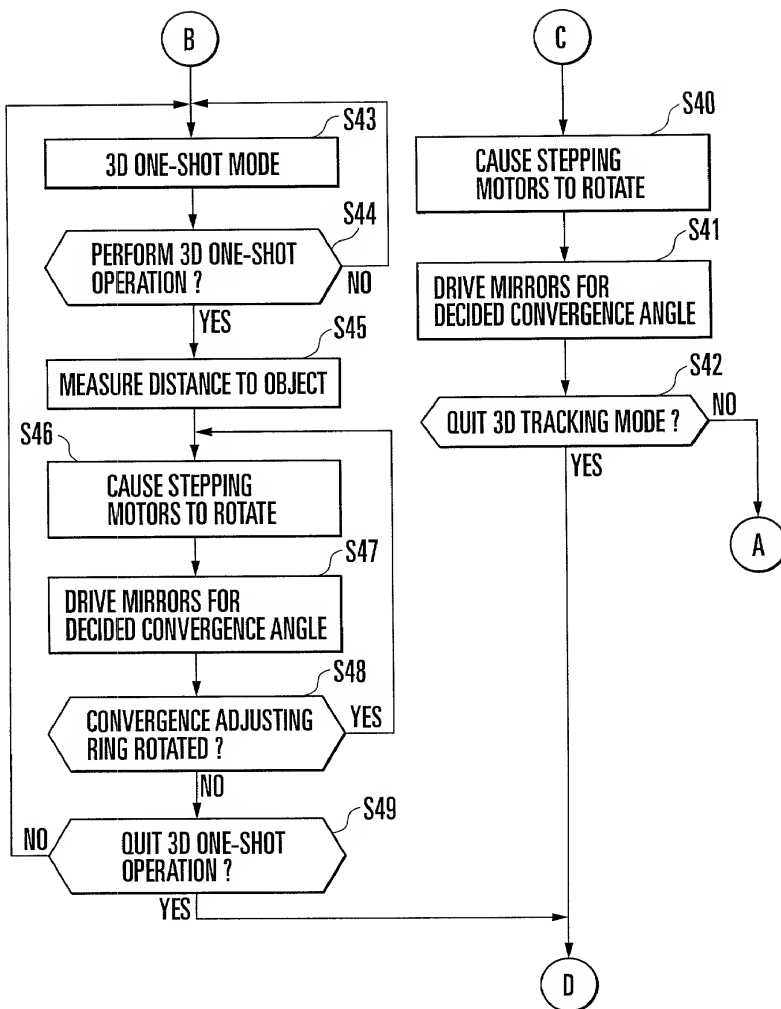 B
S43
3D ONE-SHOT MODE
S44
PERFORM 3D ONE-SHOT
OPERATION ?
NO
YES
S45
MEASURE DISTANCE TO OBJECT
S46
CAUSE STEPPING
MOTORS TO ROTATE
S47
DRIVE MIRRORS FOR
DECIDED CONVERGENCE ANGLE
S48
CONVERGENCE ADJUSTING
RING ROTATED ?
YES
NO
S49
NO
QUIT 3D ONE-SHOT
OPERATION ?
YES
C
S40
CAUSE STEPPING
MOTORS TO ROTATE
S41
DRIVE MIRRORS FOR
DECIDED CONVERGENCE ANGLE
S42
QUIT 3D TRACKING MODE ?
NO
YES
A
D